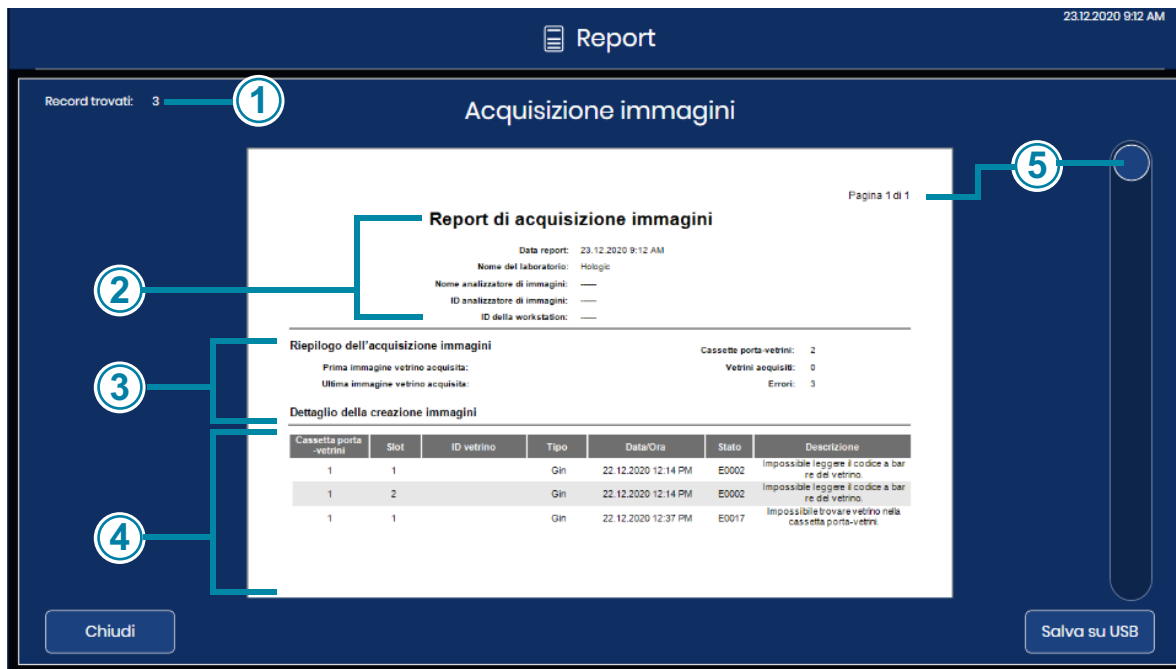 23.12.2020 9:12 AM
Report
Record trovati: 3
1
Acquisizione immagini
5
Pagina 1 di 1
Report di acquisizione immagini
2
Data report: 23.12.2020 9:12 AM
Nome del laboratorio: Hologic
Nome analizzatore di immagini: -----
ID analizzatore di immagini: -----
ID della workstation: -----
3
Riepilogo dell'acquisizione immagini
Cassette porta-vetrini: 2
Prima immagine vetrino acquisita:
Vetrini acquisiti: 0
Ultima immagine vetrino acquisita:
Errori: 3
Dettaglio della creazione immagini
4
Cassetta porta
-vetrini
Slot ID vetrino Tipo Data/Ora Stato Descrizione
1 1 Gin 22.12.2020 12:14 PM E0002 Impossible leggere il codice a bar
re del vetrino.
1 2 Gin 22.12.2020 12:14 PM E0002 Impossible leggere il codice a bar
re del vetrino.
1 1 Gin 22.12.2020 12:37 PM E0017 Impossibile trovare vetrino nella
cassetta porta-vetrini.
Chiudi
Salva su USB